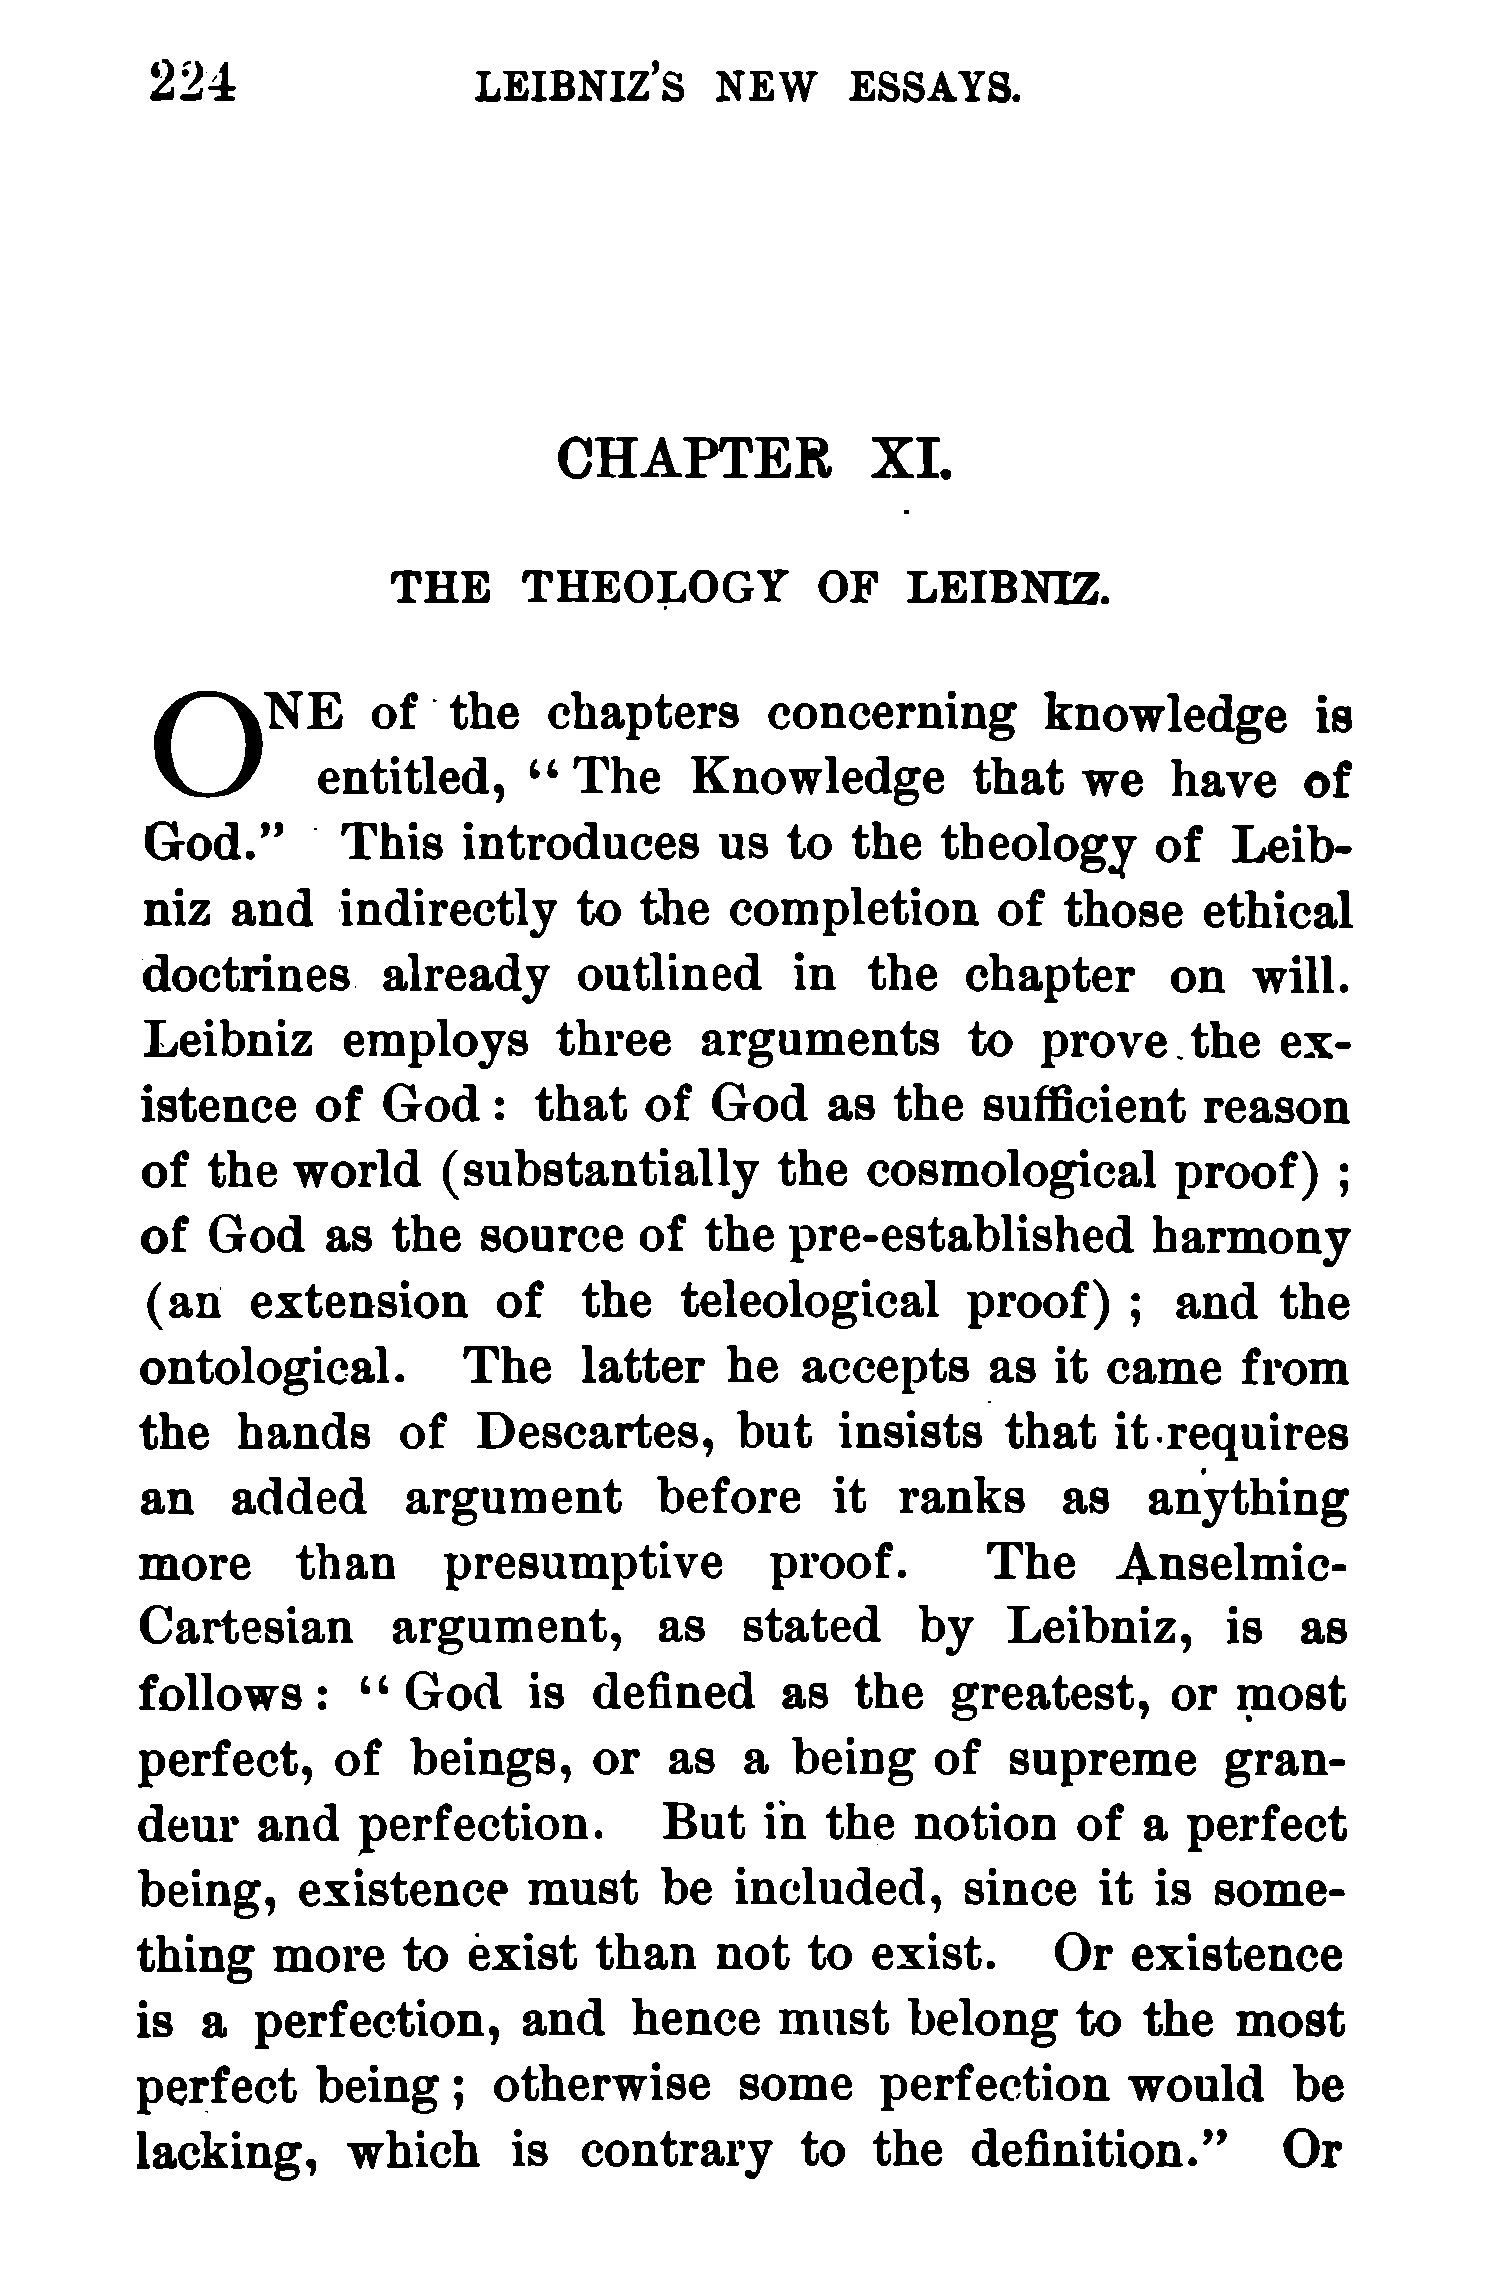 224 LEIBNIZ'S NEW ESSAYS.
CHAPTER XI.
THE THEOLOGY OF LEIBNIZ.
ONE of the chapters concerning knowledge is
entitled, "The Knowledge that we have of
God." This introduces us to the theology of Leib-
niz and indirectly to the completion of those ethical
doctrines already outlined in the chapter on will.
Leibniz employs three arguments to prove the ex-
istence of God: that of God as the sufficient reason
of the world (substantially the cosmological proof);
of God as the source of the pre-established harmony
(an extension of the teleological proof); and the
ontological. The latter he accepts as it came from
the hands of Descartes, but insists that it requires
an added argument before it ranks as anything
more than presumptive proof. The Anselmic-
Cartesian argument, as stated by Leibniz, is as
follows: "God is defined as the greatest, or most
perfect, of beings, or as a being of supreme gran-
deur and perfection. But in the notion of a perfect
being, existence must be included, since it is some-
thing more to exist than not to exist. Or existence
is a perfection, and hence must belong to the most
perfect being; otherwise some perfection would be
lacking, which is contrary to the definition." Or